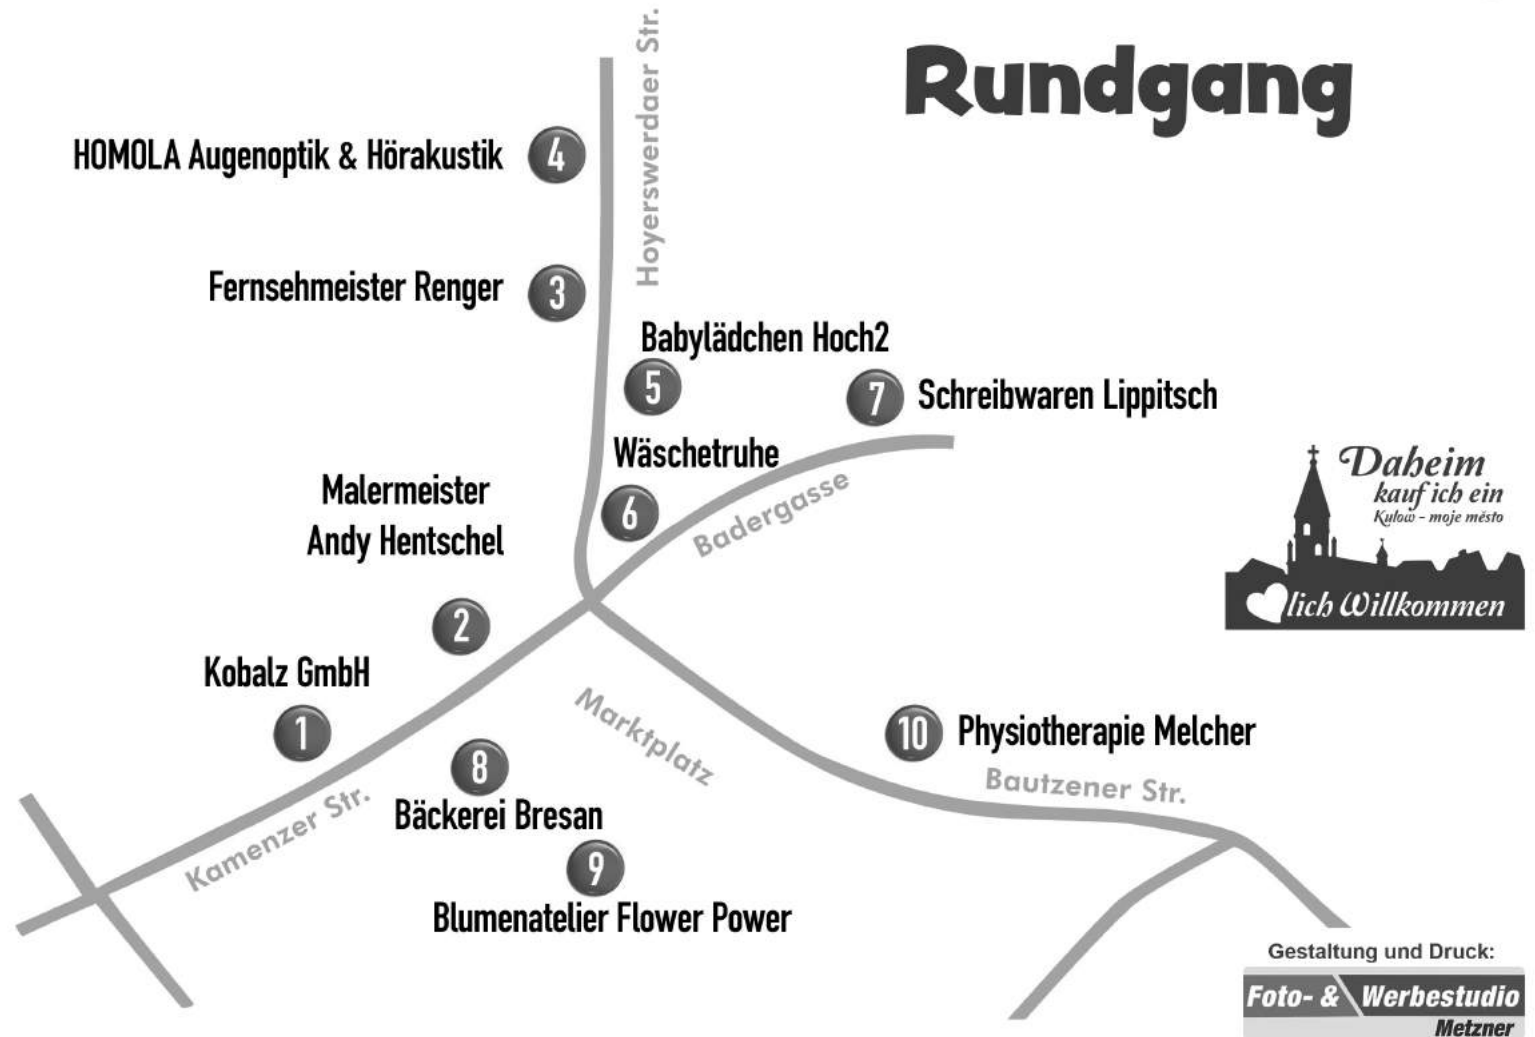 Rundgang
Hoyerswerdaer Str.
HOMOLA Augenoptik & Hörakustik
4
Fernsehmeister Renger
3
Babylädchen Hoch2
5
7
Schreibwaren Lippitsch
Wäschetruhe
6
Badergasse
Malermeister
Andy Hentschel
2
Daheim
kauf ich ein
Kulow - moje město
lich Willkommen
Kobalz GmbH
1
Marktplatz
10
Physiotherapie Melcher
Bautzener Str.
8
Bäckerei Bresan
Kamenzer Str.
9
Blumenatelier Flower Power
Gestaltung und Druck:
Foto- & Werbestudio
Metzner